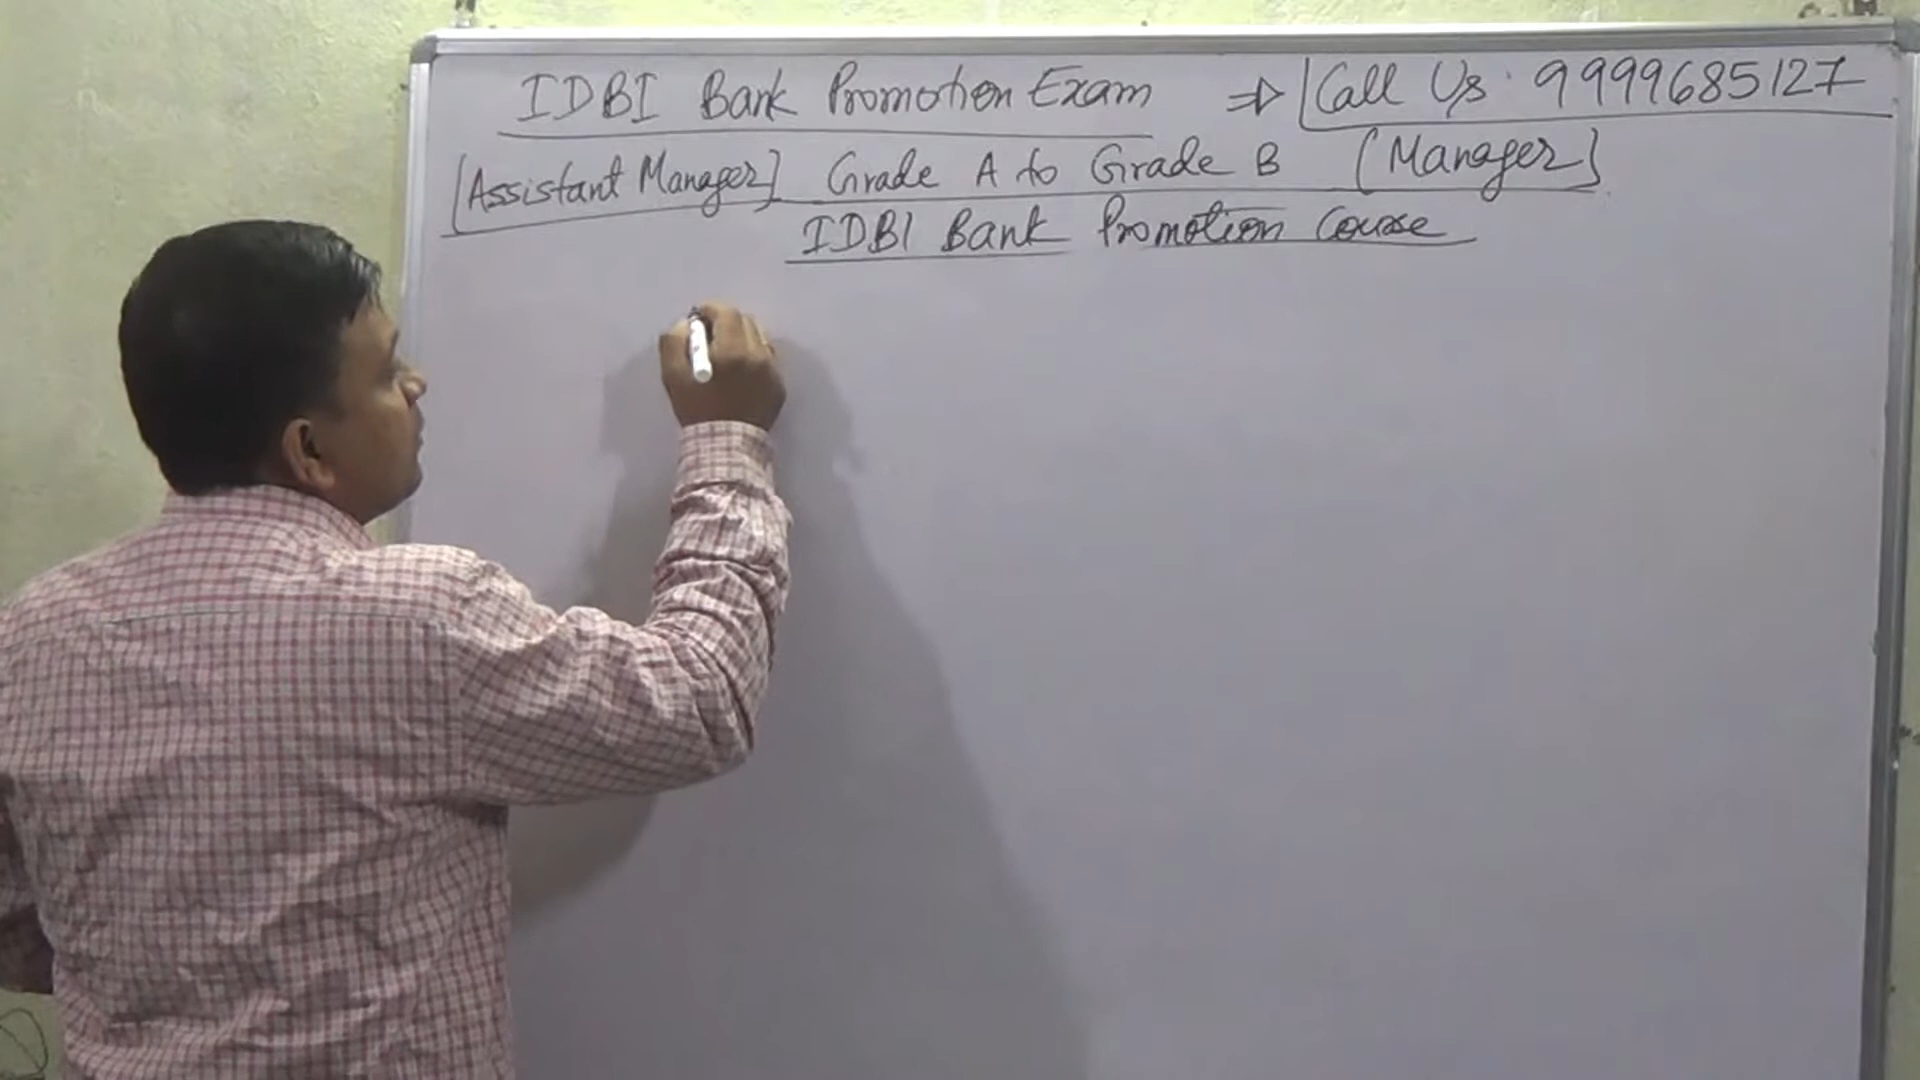 IDBI Bank Promotion Exam ⇒ Call Us: 9999685127
[Assistant Manager] Grade A to Grade B [Manager]
IDBI Bank Promotion Course